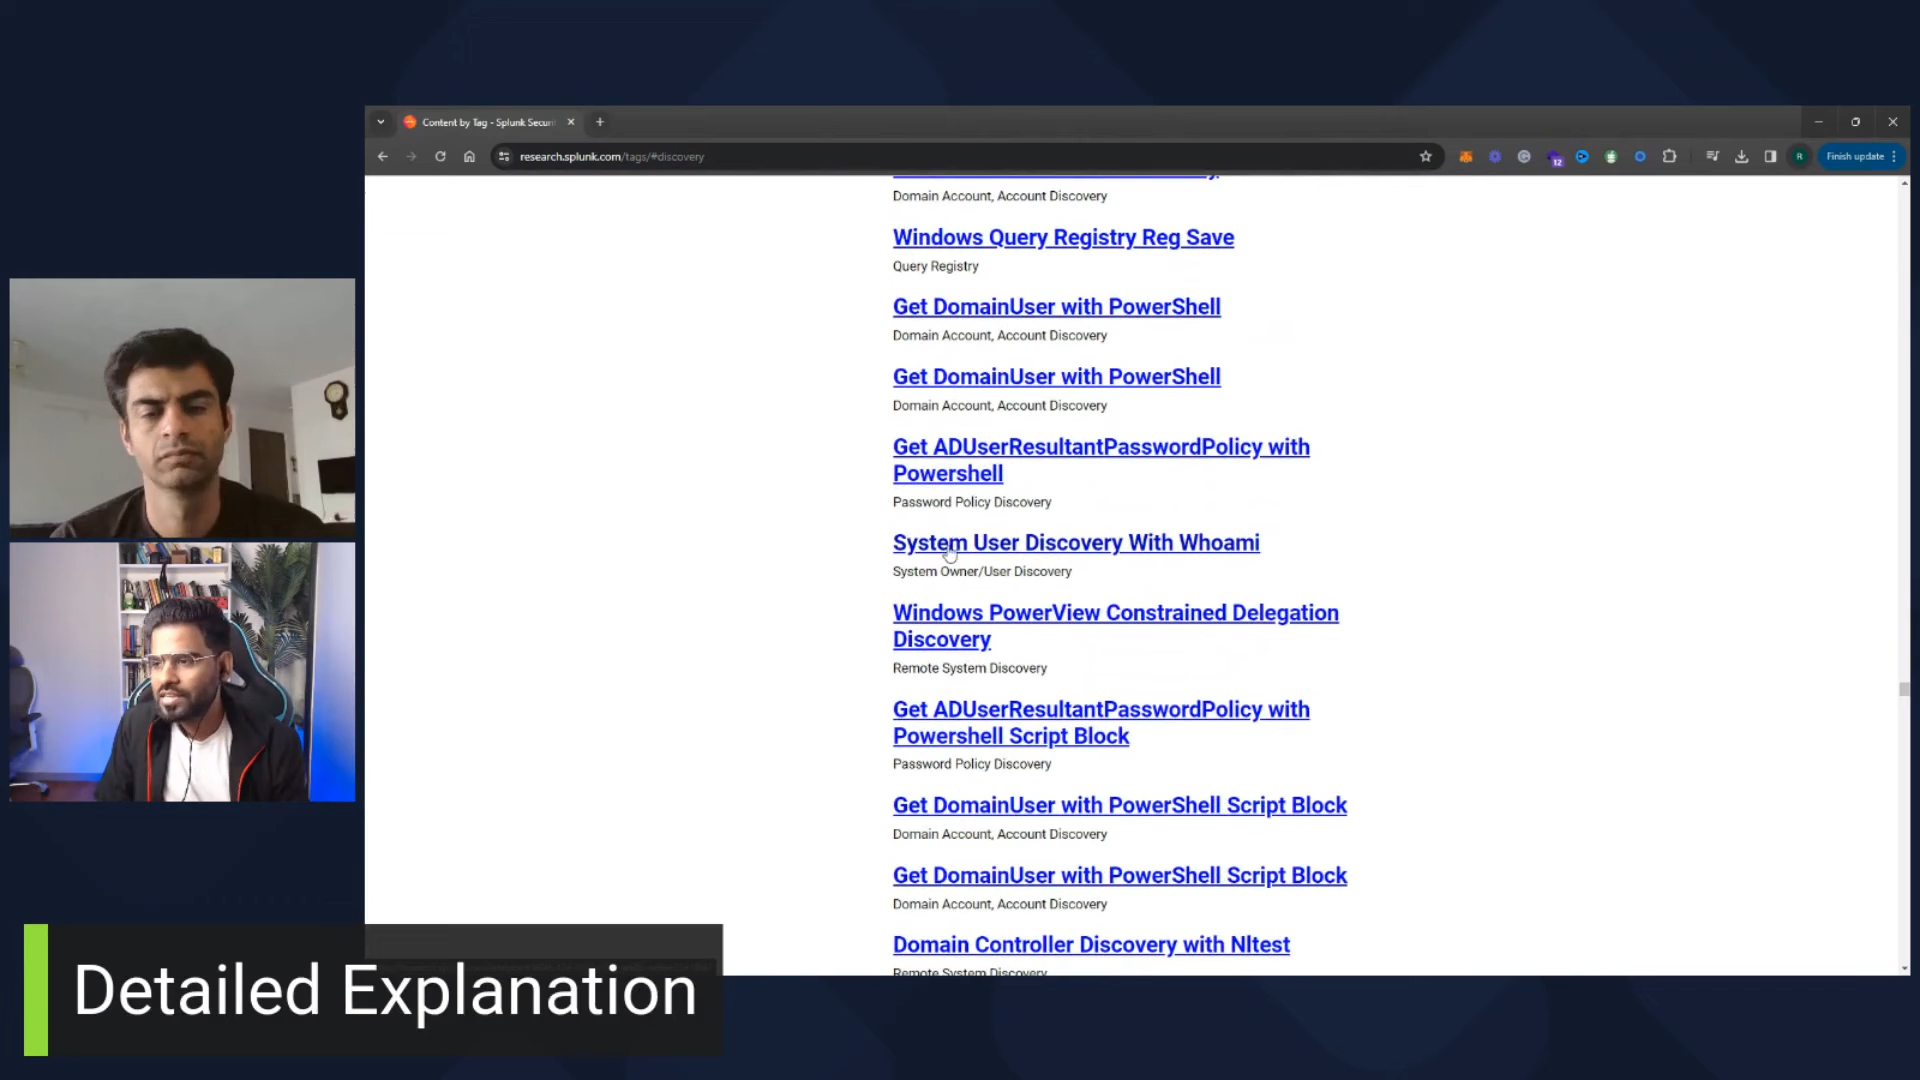 Content by Tag - Splunk Securi
research.splunk.com/tags/#discovery
12
R
Finish update
Domain Account, Account Discovery
Windows Query Registry Reg Save
Query Registry
Get DomainUser with PowerShell
Domain Account, Account Discovery
Get DomainUser with PowerShell
Domain Account, Account Discovery
Get ADUserResultantPasswordPolicy with
Powershell
Password Policy Discovery
System User Discovery With Whoami
System Owner/User Discovery
Windows PowerView Constrained Delegation
Discovery
Remote System Discovery
Get ADUserResultantPasswordPolicy with
Powershell Script Block
Password Policy Discovery
Get DomainUser with PowerShell Script Block
Domain Account, Account Discovery
Get DomainUser with PowerShell Script Block
Domain Account, Account Discovery
Domain Controller Discovery with Nltest
Remote System Discovery
Detailed Explanation